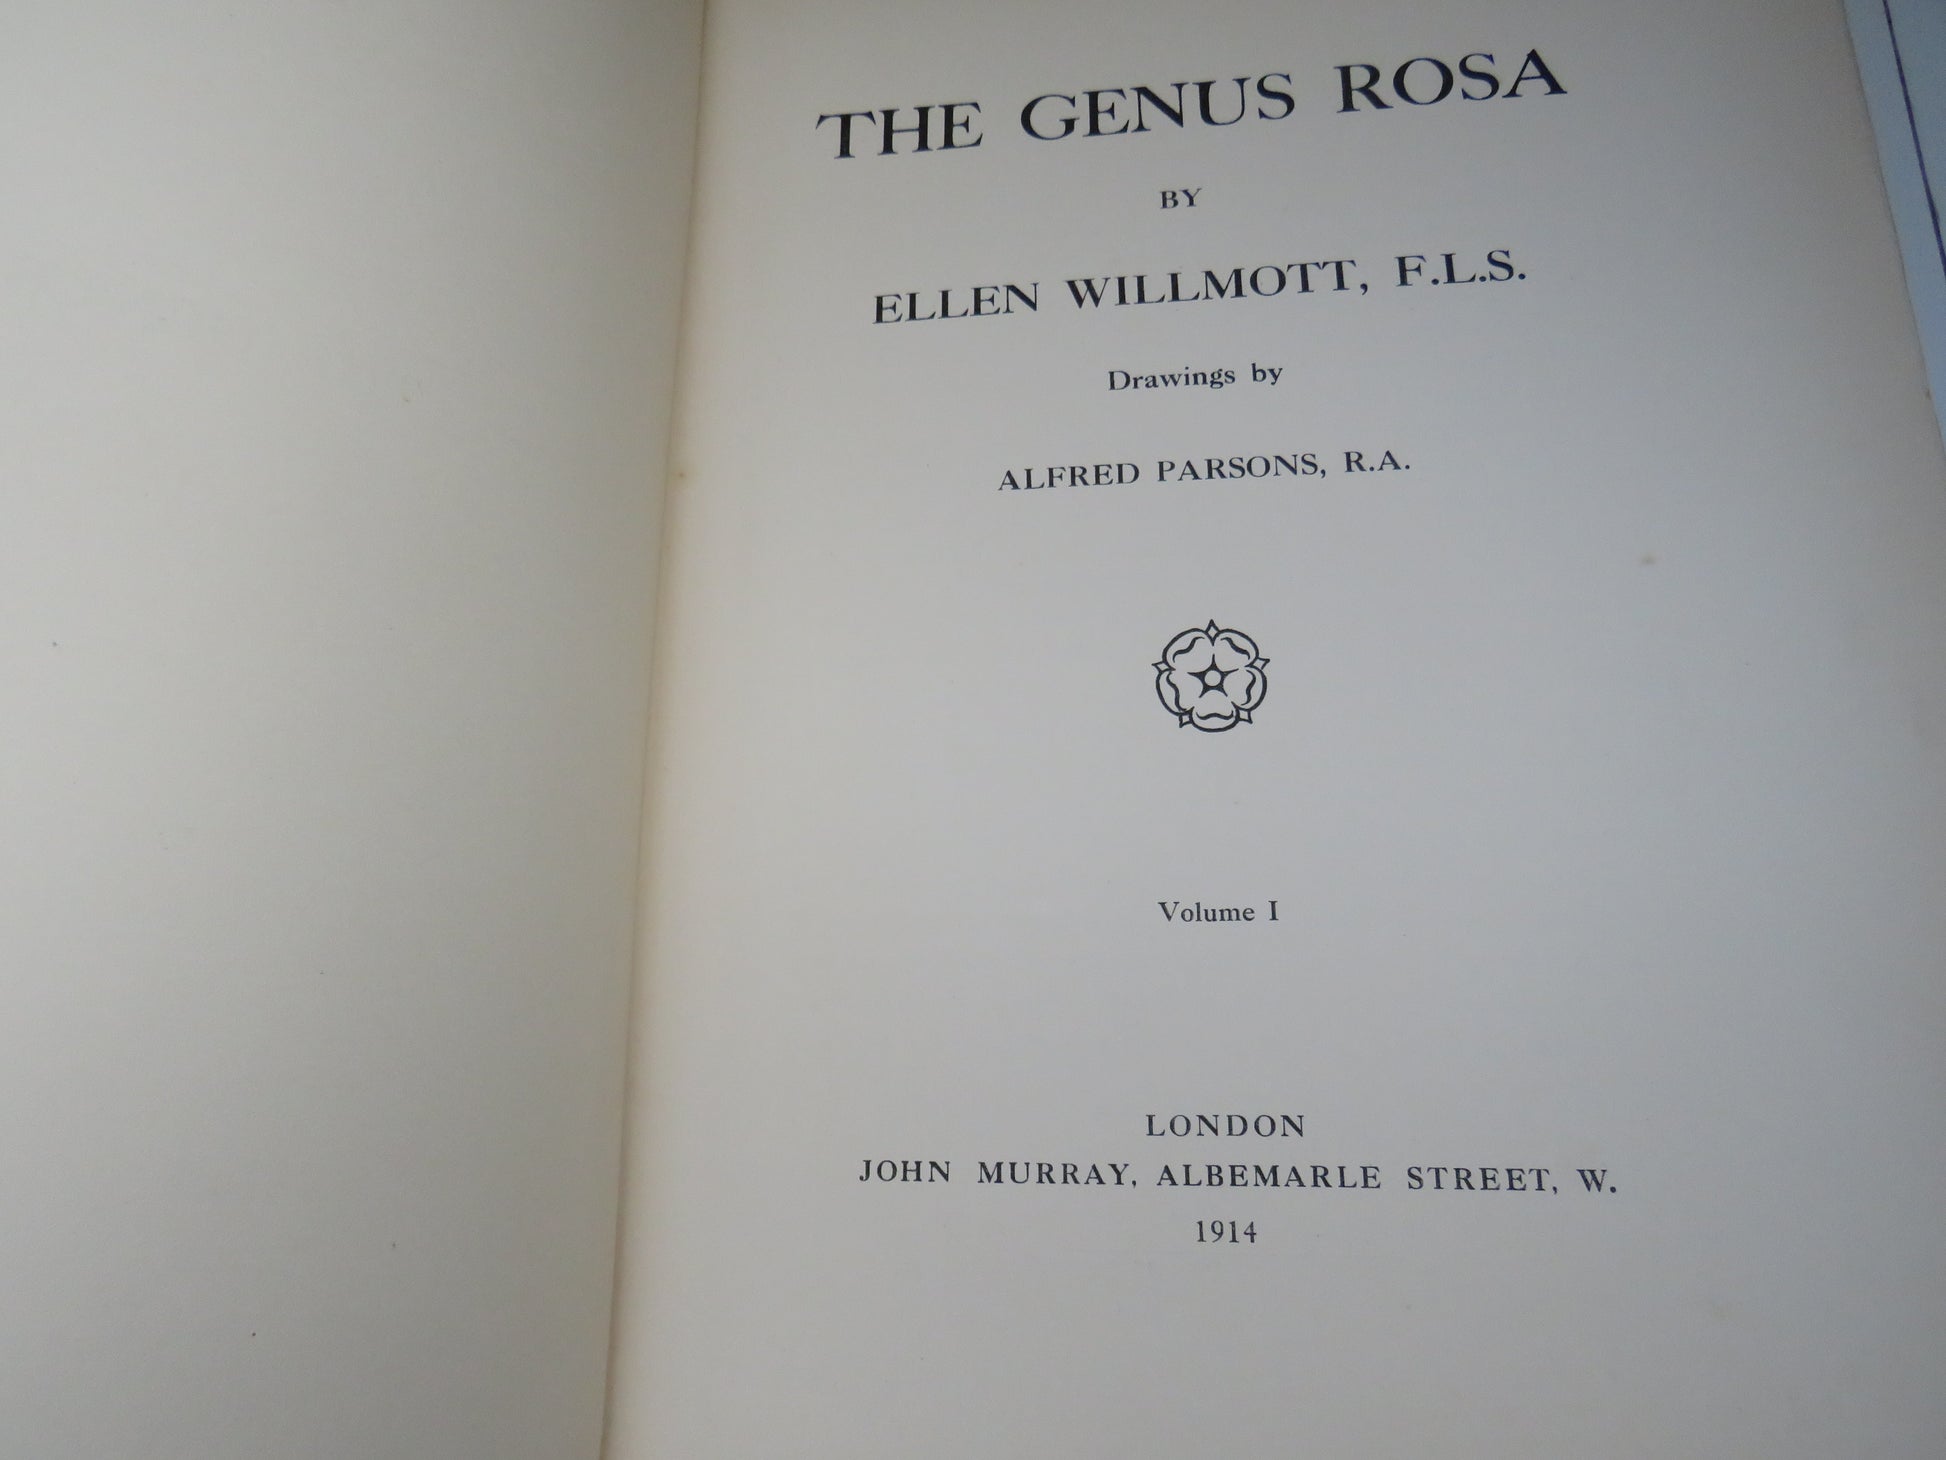 THE GENUS ROSA
BY
ELLEN WILLMOTT, F.L.S.
Drawings by
ALFRED PARSONS, R.A.
Volume I
LONDON
JOHN MURRAY, ALBEMARLE STREET, W.
1914